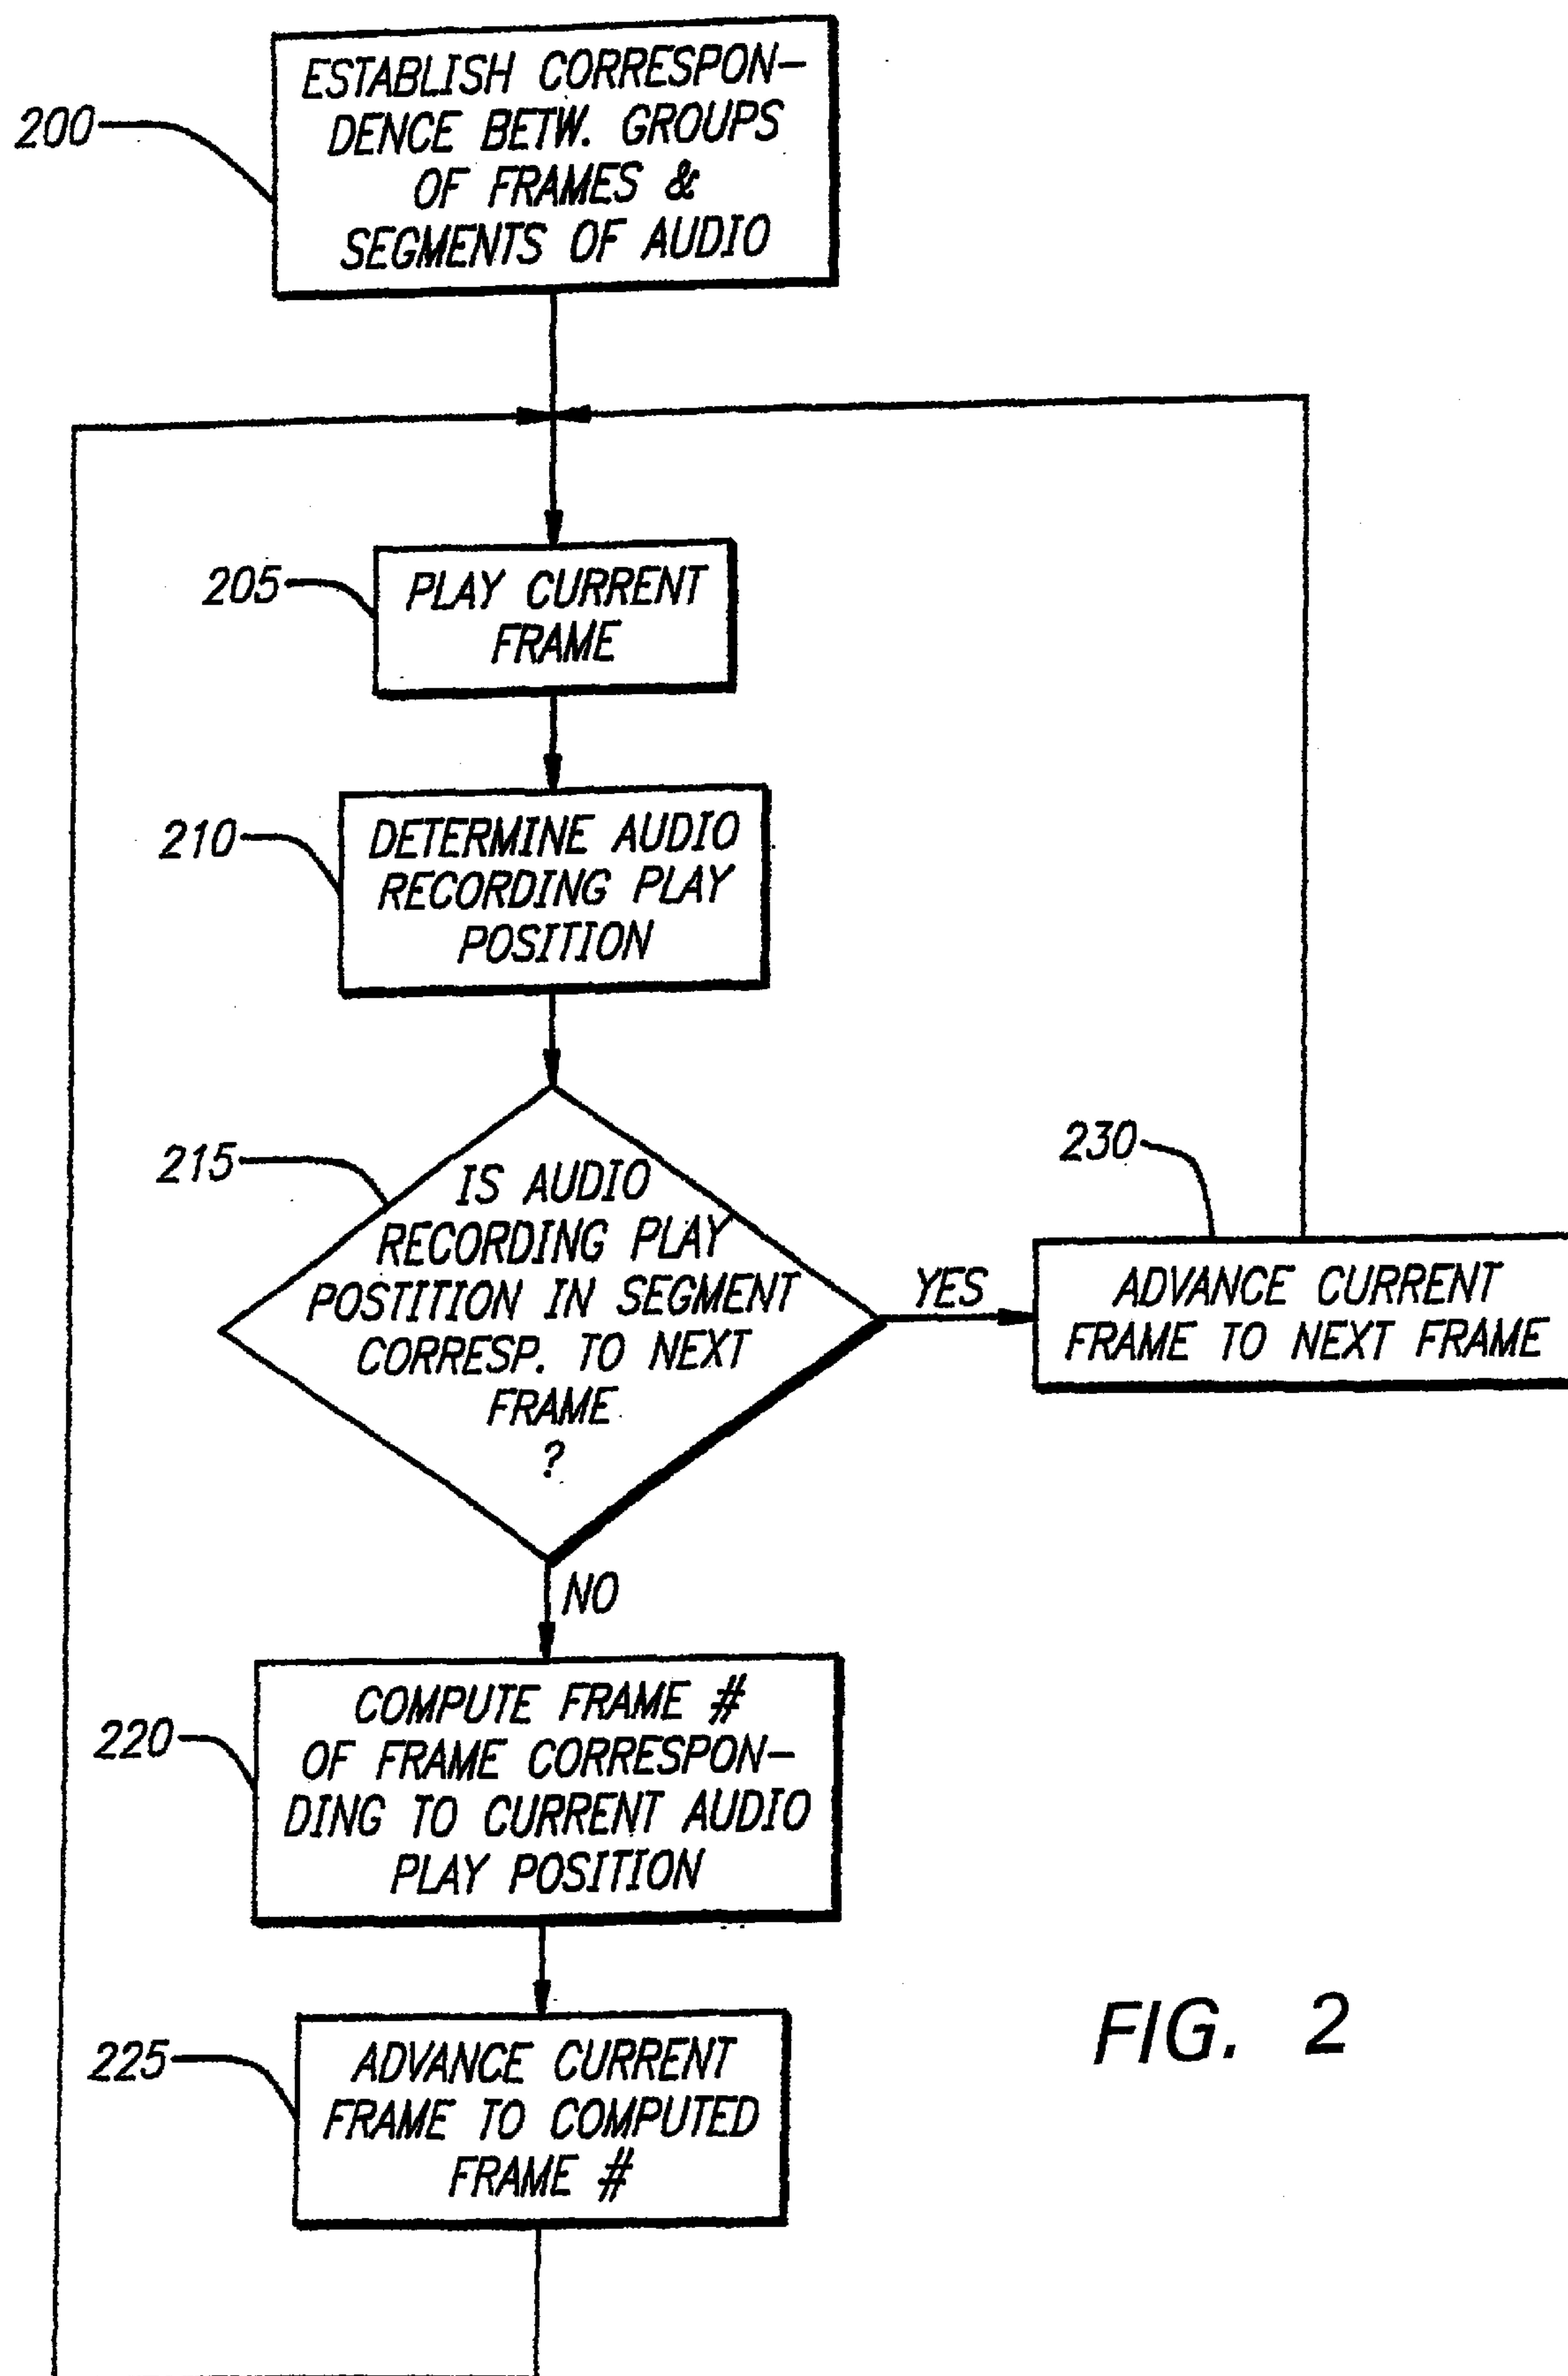 200
ESTABLISH CORRESPON-
DENCE BETW. GROUPS
OF FRAMES &
SEGMENTS OF AUDIO
205
PLAY CURRENT
FRAME
210
DETERMINE AUDIO
RECORDING PLAY
POSITION
215
IS AUDIO
RECORDING PLAY
POSTITION IN SEGMENT
CORRESP. TO NEXT
FRAME
?
YES
230
ADVANCE CURRENT
FRAME TO NEXT FRAME
NO
220
COMPUTE FRAME #
OF FRAME CORRESPON-
DING TO CURRENT AUDIO
PLAY POSITION
225
ADVANCE CURRENT
FRAME TO COMPUTED
FRAME #
FIG. 2